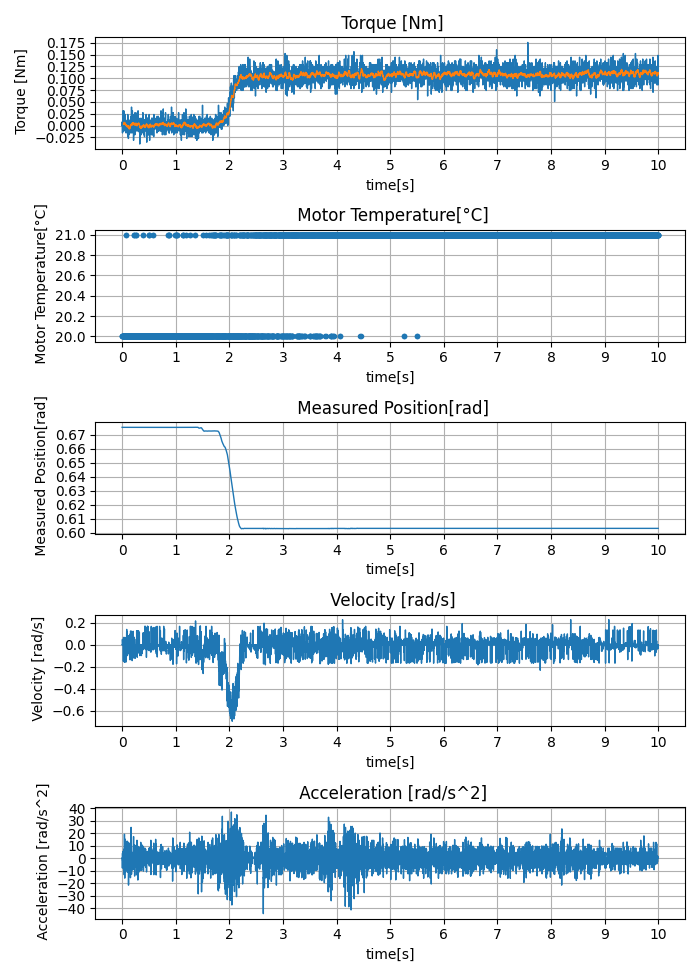 Torque [Nm]
Torque [Nm]
0.175
0.150
0.125
0.100
0.075
0.050
0.025
0.000
−0.025
0 1 2 3 4 5 6 7 8 9 10
time[s]
Motor Temperature[°C]
Motor Temperature[°C]
21.0
20.8
20.6
20.4
20.2
20.0
0 1 2 3 4 5 6 7 8 9 10
time[s]
Measured Position[rad]
Measured Position[rad]
0.67
0.66
0.65
0.64
0.63
0.62
0.61
0.60
0 1 2 3 4 5 6 7 8 9 10
time[s]
Velocity [rad/s]
Velocity [rad/s]
0.2
0.0
−0.2
−0.4
−0.6
0 1 2 3 4 5 6 7 8 9 10
time[s]
Acceleration [rad/s^2]
Acceleration [rad/s^2]
40
30
20
10
0
−10
−20
−30
−40
0 1 2 3 4 5 6 7 8 9 10
time[s]